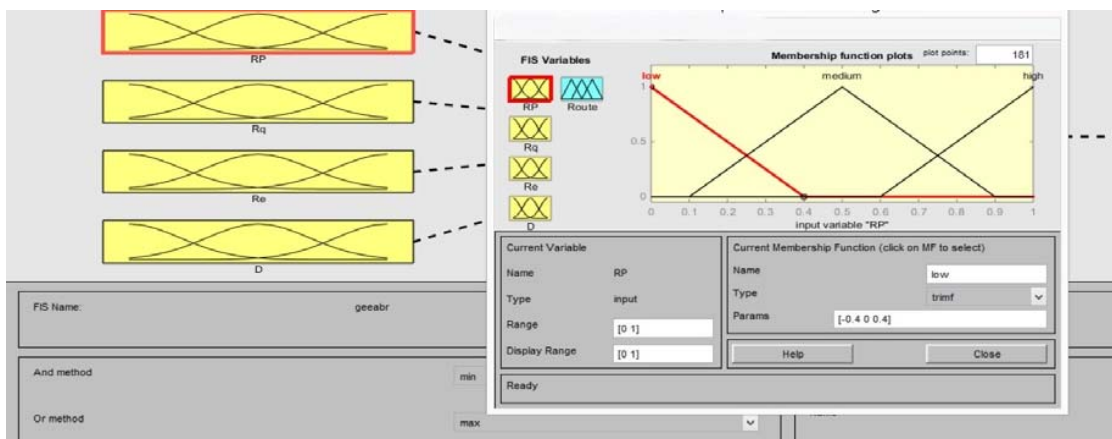 RP
Rq
Re
D
FIS Name: geeabr
And method min
Or method max
FIS Variables
RP Route
Rq
Re
D
Membership function plots plot points: 181
low medium high
1
0.5
0
0 0.1 0.2 0.3 0.4 0.5 0.6 0.7 0.8 0.9 1
input variable "RP"
Current Variable
Name RP
Type input
Range [0 1]
Display Range [0 1]
Current Membership Function (click on MF to select)
Name low
Type trimf
Params [-0.4 0 0.4]
Help Close
Ready